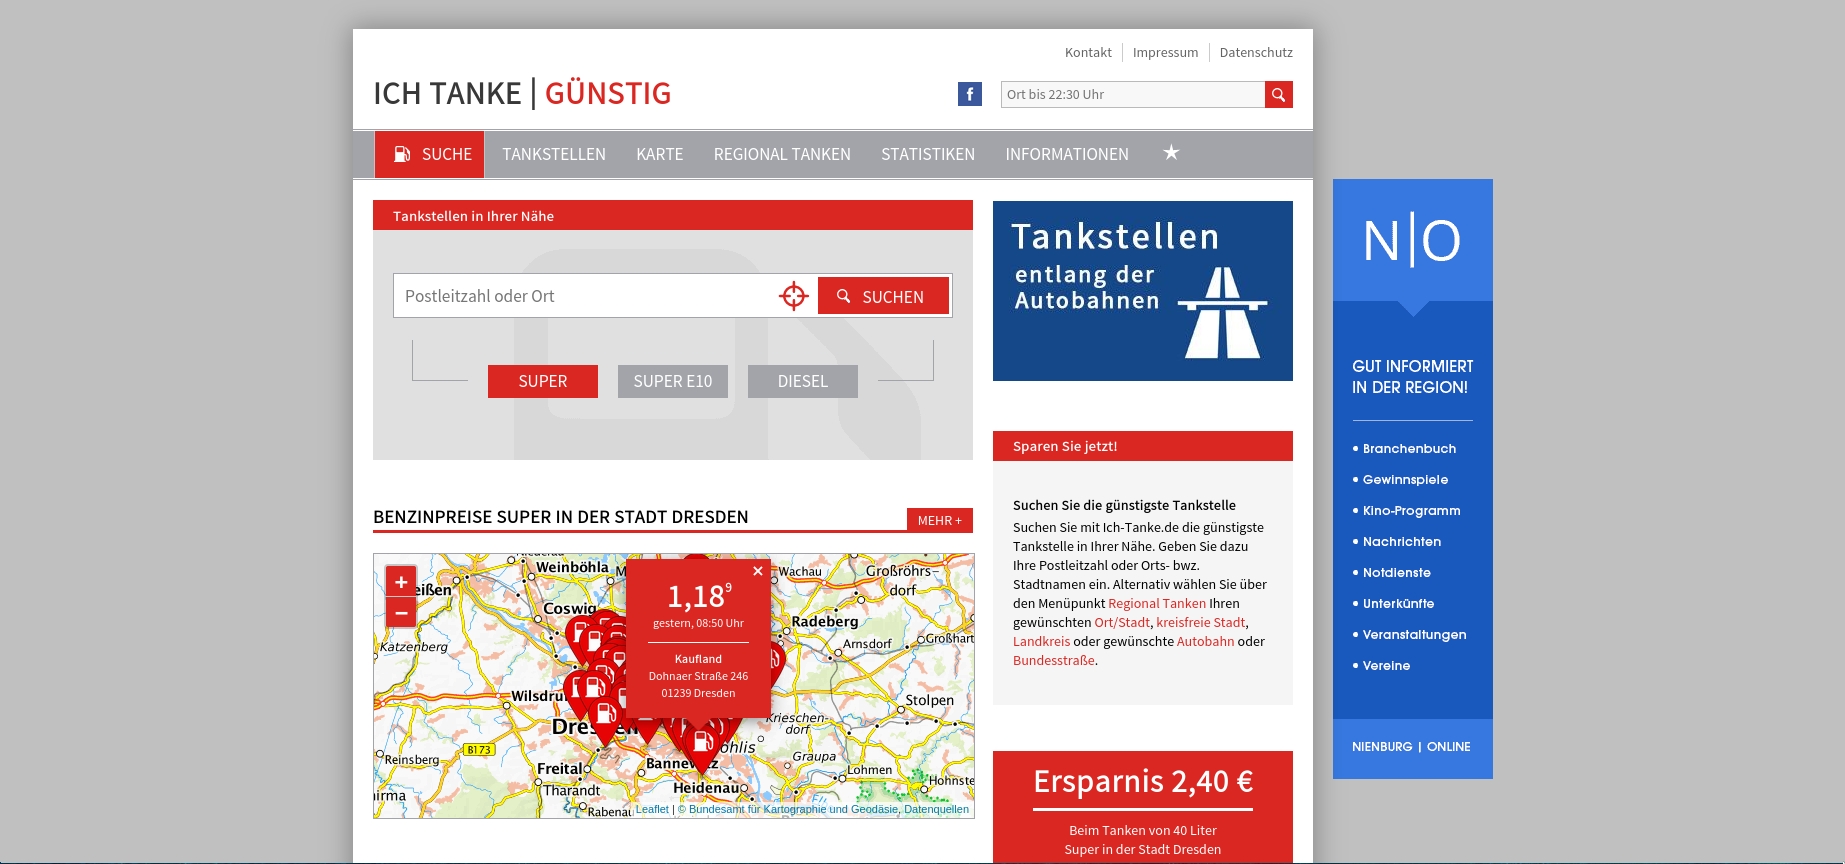 Kontakt
Impressum
Datenschutz
ICH TANKE | GÜNSTIG
f
Ort bis 22:30 Uhr
SUCHE
TANKSTELLEN
KARTE
REGIONAL TANKEN
STATISTIKEN
INFORMATIONEN
Tankstellen in Ihrer Nähe
Postleitzahl oder Ort
SUCHEN
SUPER
SUPER E10
DIESEL
Tankstellen
entlang der
Autobahnen
N|O
GUT INFORMIERT
IN DER REGION!
• Branchenbuch
• Gewinnspiele
• Kino-Programm
• Nachrichten
• Notdienste
• Unterkünfte
• Veranstaltungen
• Vereine
NIENBURG | ONLINE
Sparen Sie jetzt!
Suchen Sie die günstigste Tankstelle
Suchen Sie mit Ich-Tanke.de die günstigste
Tankstelle in Ihrer Nähe. Geben Sie dazu
Ihre Postleitzahl oder Orts- bzw.
Stadtnamen ein. Alternativ wählen Sie über
den Menüpunkt Regional Tanken Ihren
gewünschten Ort/Stadt, kreisfreie Stadt,
Landkreis oder gewünschte Autobahn oder
Bundesstraße.
BENZINPREISE SUPER IN DER STADT DRESDEN
MEHR +
+
−
Weinböhla
Wachau
Großröhrs-
dorf
eißen
Coswig
Radeberg
Arnsdorf
Großhart
Katzenberg
Wilsdru
Stolpen
Krieschen-
dorf
B173
Reinsberg
Graupa
Lohmen
Freital
Tharandt
Heidenau
Hohnste
irma
Rabenau
1,18⁹
gestern, 08:50 Uhr
Kaufland
Dohnaer Straße 246
01239 Dresden
Leaflet | © Bundesamt für Kartographie und Geodäsie, Datenquellen
Ersparnis 2,40 €
Beim Tanken von 40 Liter
Super in der Stadt Dresden